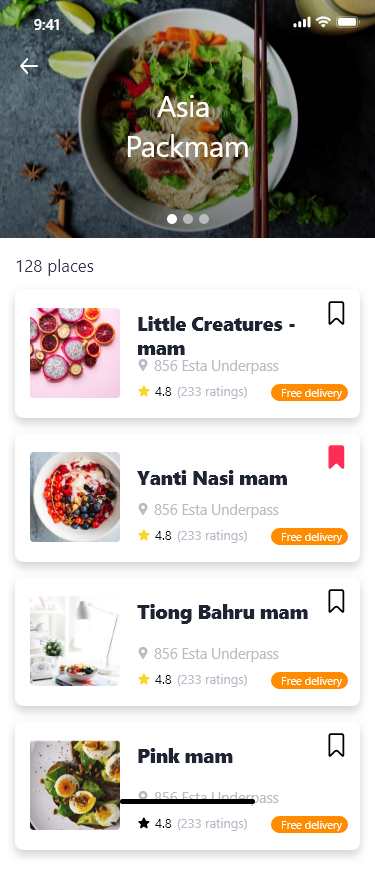 9:41
Asia
Packmam
128 places
Little Creatures -
mam
856 Esta Underpass
4.8 (233 ratings)
Free delivery
Yanti Nasi mam
856 Esta Underpass
4.8 (233 ratings)
Free delivery
Tiong Bahru mam
856 Esta Underpass
4.8 (233 ratings)
Free delivery
Pink mam
856 Esta Underpass
4.8 (233 ratings)
Free delivery